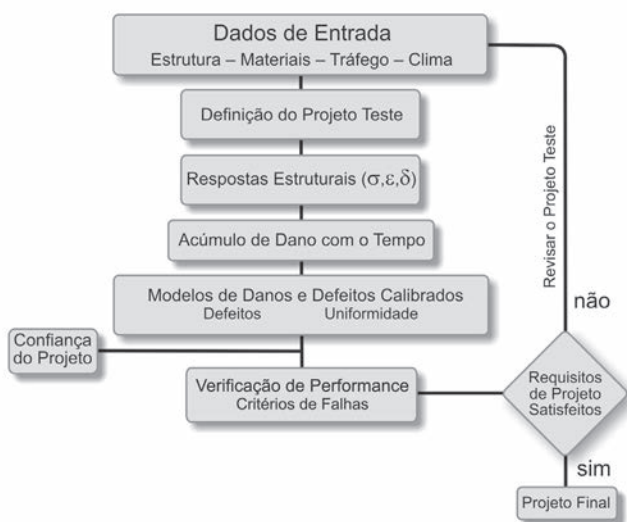 Dados de Entrada
Estrutura – Materiais – Tráfego – Clima
Definição do Projeto Teste
Respostas Estruturais (σ,ε,δ)
Acúmulo de Dano com o Tempo
Modelos de Danos e Defeitos Calibrados
Defeitos Uniformidade
Confiança
do Projeto
Verificação de Performance
Critérios de Falhas
Requisitos
de Projeto
Satisfeitos
não
Revisar o Projeto Teste
sim
Projeto Final